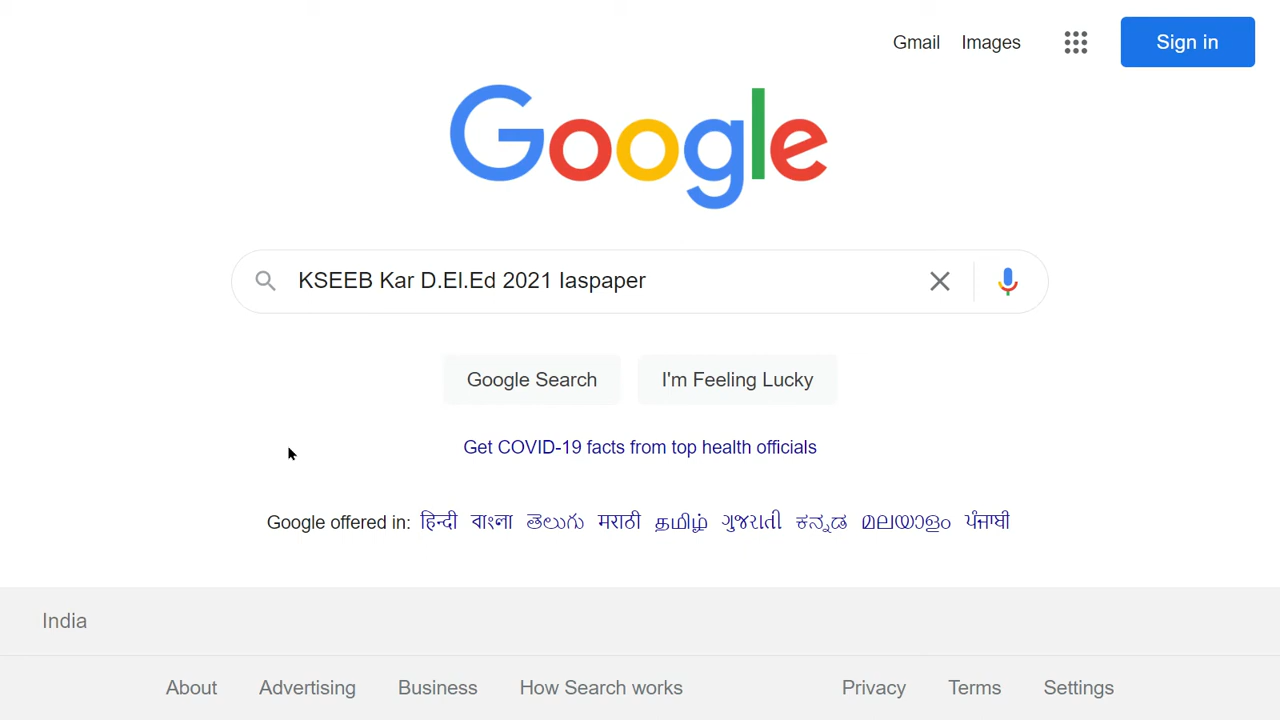 Gmail Images Sign in
Google
KSEEB Kar D.El.Ed 2021 Iaspaper
Google Search I'm Feeling Lucky
Get COVID-19 facts from top health officials
Google offered in: हिन्दी বাংলা తెలుగు मराठी தமிழ் ગુજરાતી ಕನ್ನಡ മലയാളം ਪੰਜਾਬੀ
India
About Advertising Business How Search works Privacy Terms Settings